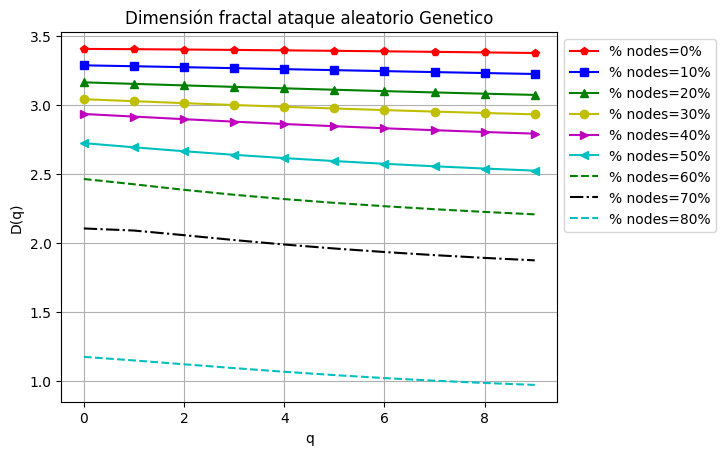 Dimensión fractal ataque aleatorio Genetico
3.5
3.0
2.5
2.0
1.5
1.0
D(q)
0 2 4 6 8
q
% nodes=0%
% nodes=10%
% nodes=20%
% nodes=30%
% nodes=40%
% nodes=50%
% nodes=60%
% nodes=70%
% nodes=80%